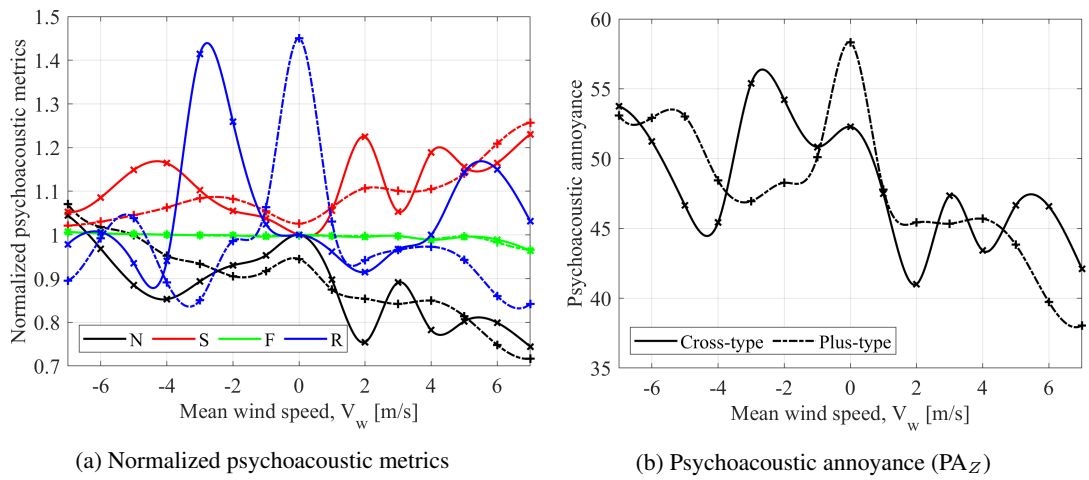 1.5
1.4
1.3
1.2
1.1
1
0.9
0.8
0.7
Normalized psychoacoustic metrics
N S F R
-6 -4 -2 0 2 4 6
Mean wind speed, V_w [m/s]
(a) Normalized psychoacoustic metrics
60
55
50
45
40
35
Psychoacoustic annoyance
Cross-type Plus-type
-6 -4 -2 0 2 4 6
Mean wind speed, V_w [m/s]
(b) Psychoacoustic annoyance (PA_Z)